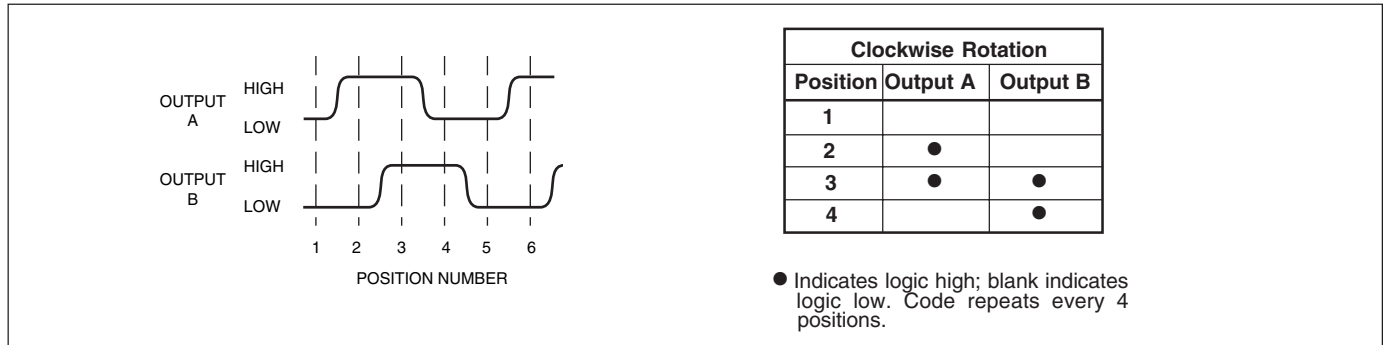 OUTPUT
A
HIGH
LOW
OUTPUT
B
HIGH
LOW
1 2 3 4 5 6
POSITION NUMBER
Clockwise Rotation
Position Output A Output B
1
2 ●
3 ● ●
4 ●
● Indicates logic high; blank indicates
logic low. Code repeats every 4
positions.